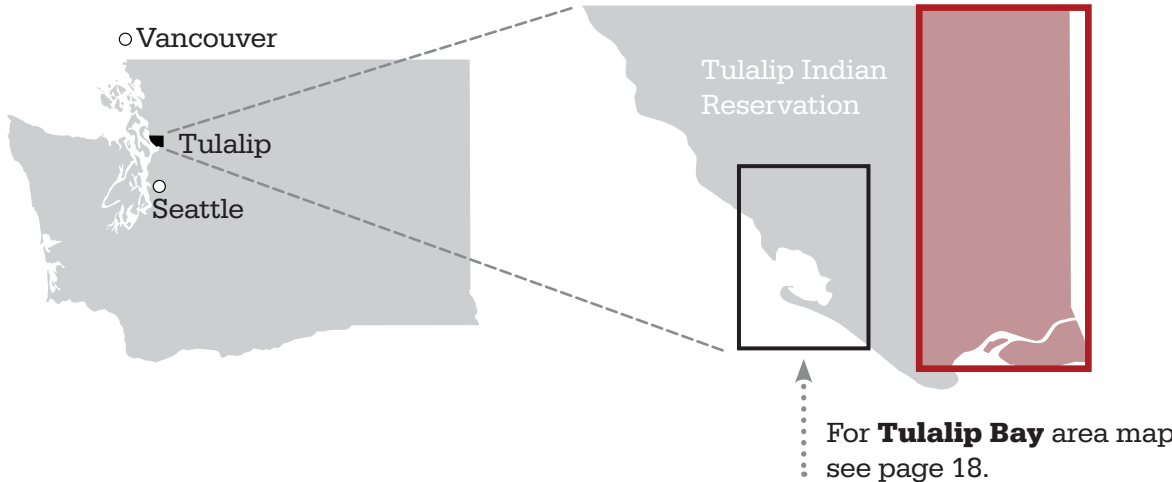 Vancouver
Tulalip
Seattle
Tulalip Indian
Reservation
For Tulalip Bay area map
see page 18.